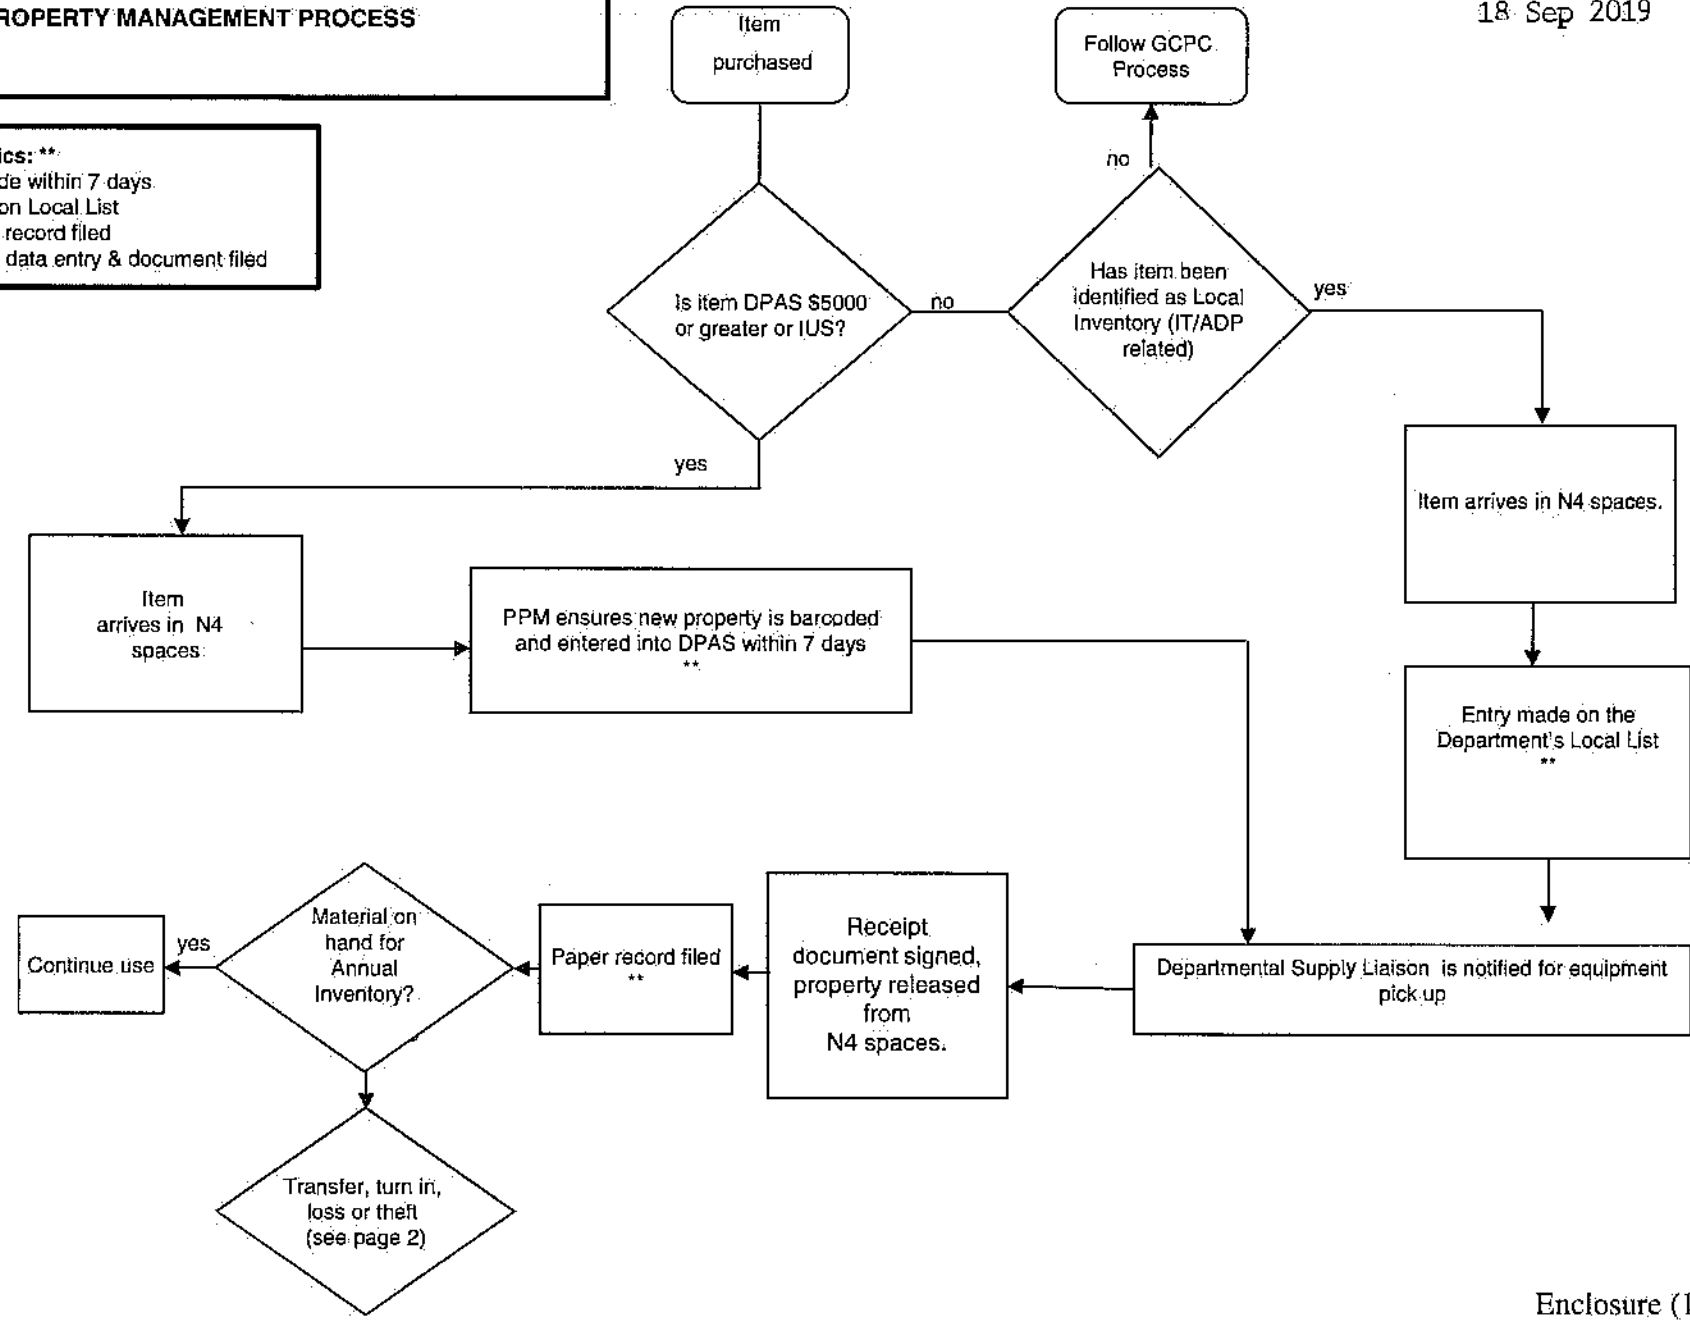 ROPERTY MANAGEMENT PROCESS
18 Sep 2019
Item
purchased
Follow GCPC
Process
ics: **
de within 7 days
on Local List
record filed
data entry & document filed
no
Is item DPAS $5000
or greater or IUS?
no
Has item been
identified as Local
Inventory (IT/ADP
related)
yes
yes
Item arrives in N4 spaces.
Item
arrives in N4
spaces
PPM ensures new property is barcoded
and entered into DPAS within 7 days
**
Entry made on the
Department's Local List
**
Continue use
yes
Material on
hand for
Annual
Inventory?
Paper record filed
**
Receipt
document signed,
property released
from
N4 spaces.
Departmental Supply Liaison is notified for equipment
pick up
Transfer, turn in,
loss or theft
(see page 2)
Enclosure (1